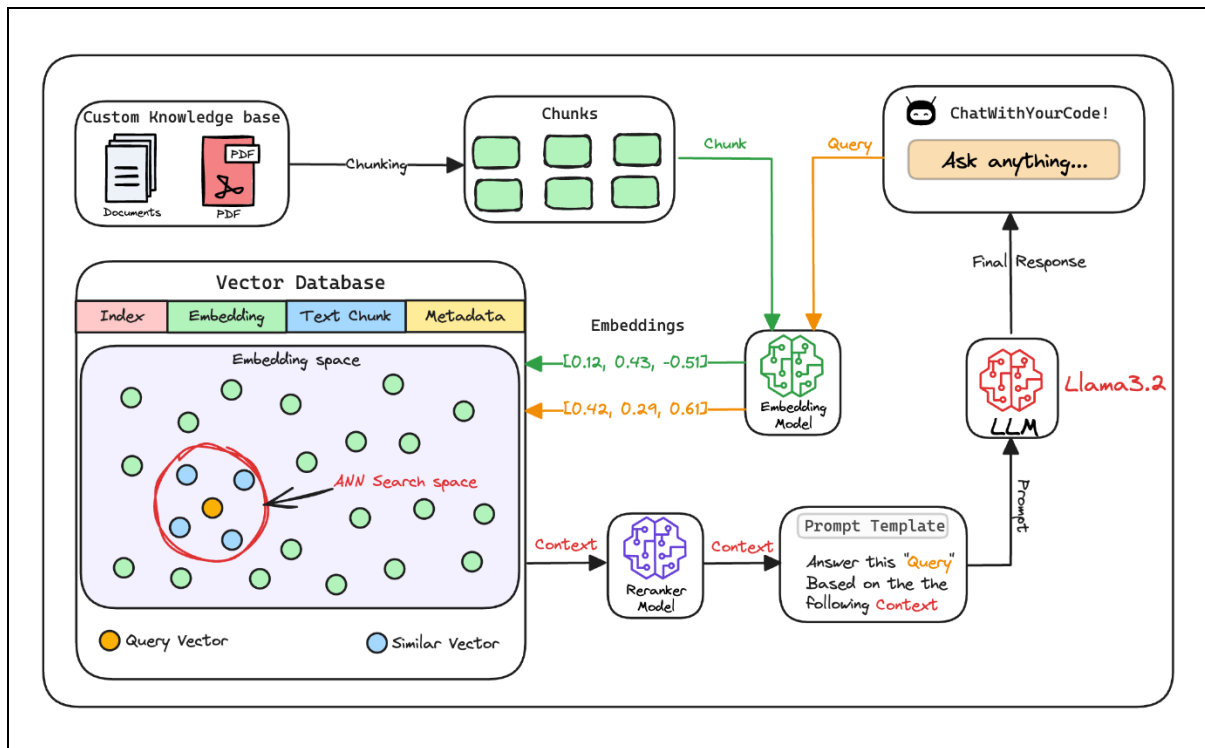 Custom Knowledge base
PDF
Documents
PDF
Chunking
Chunks
Chunk
Query
ChatWithYourCode!
Ask anything...
Final Response
Vector Database
Index
Embedding
Text Chunk
Metadata
Embedding space
ANN Search space
Query Vector
Similar Vector
Embeddings
[0.12, 0.43, -0.51]
[0.42, 0.29, 0.61]
Embedding
Model
Llama3.2
LLM
Prompt
Context
Reranker
Model
Context
Prompt Template
Answer this "Query"
Based on the the
following Context